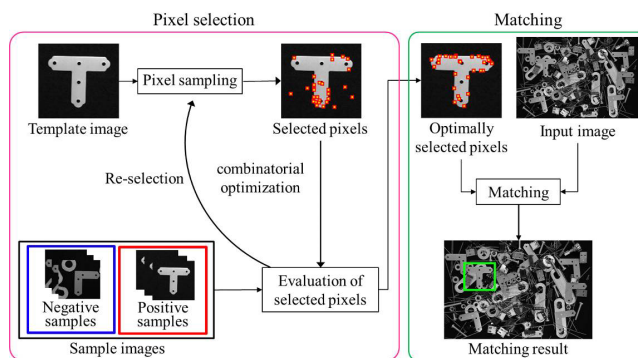 Pixel selection
Matching
Pixel sampling
Template image
Selected pixels
Optimally
selected pixels
Input image
Re-selection
combinatorial
optimization
Matching
Negative
samples
Positive
samples
Evaluation of
selected pixels
Sample images
Matching result